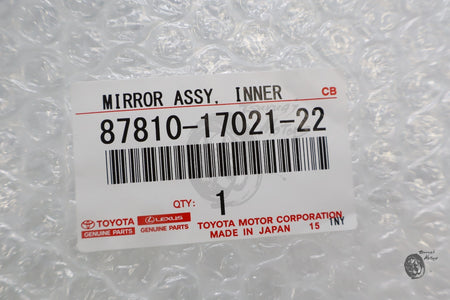 MIRROR ASSY, INNER CB
87810-17021-22
QTY: 1
TOYOTA LEXUS
GENUINE PARTS GENUINE PARTS
TOYOTA MOTOR CORPORATION
MADE IN JAPAN 15 INY